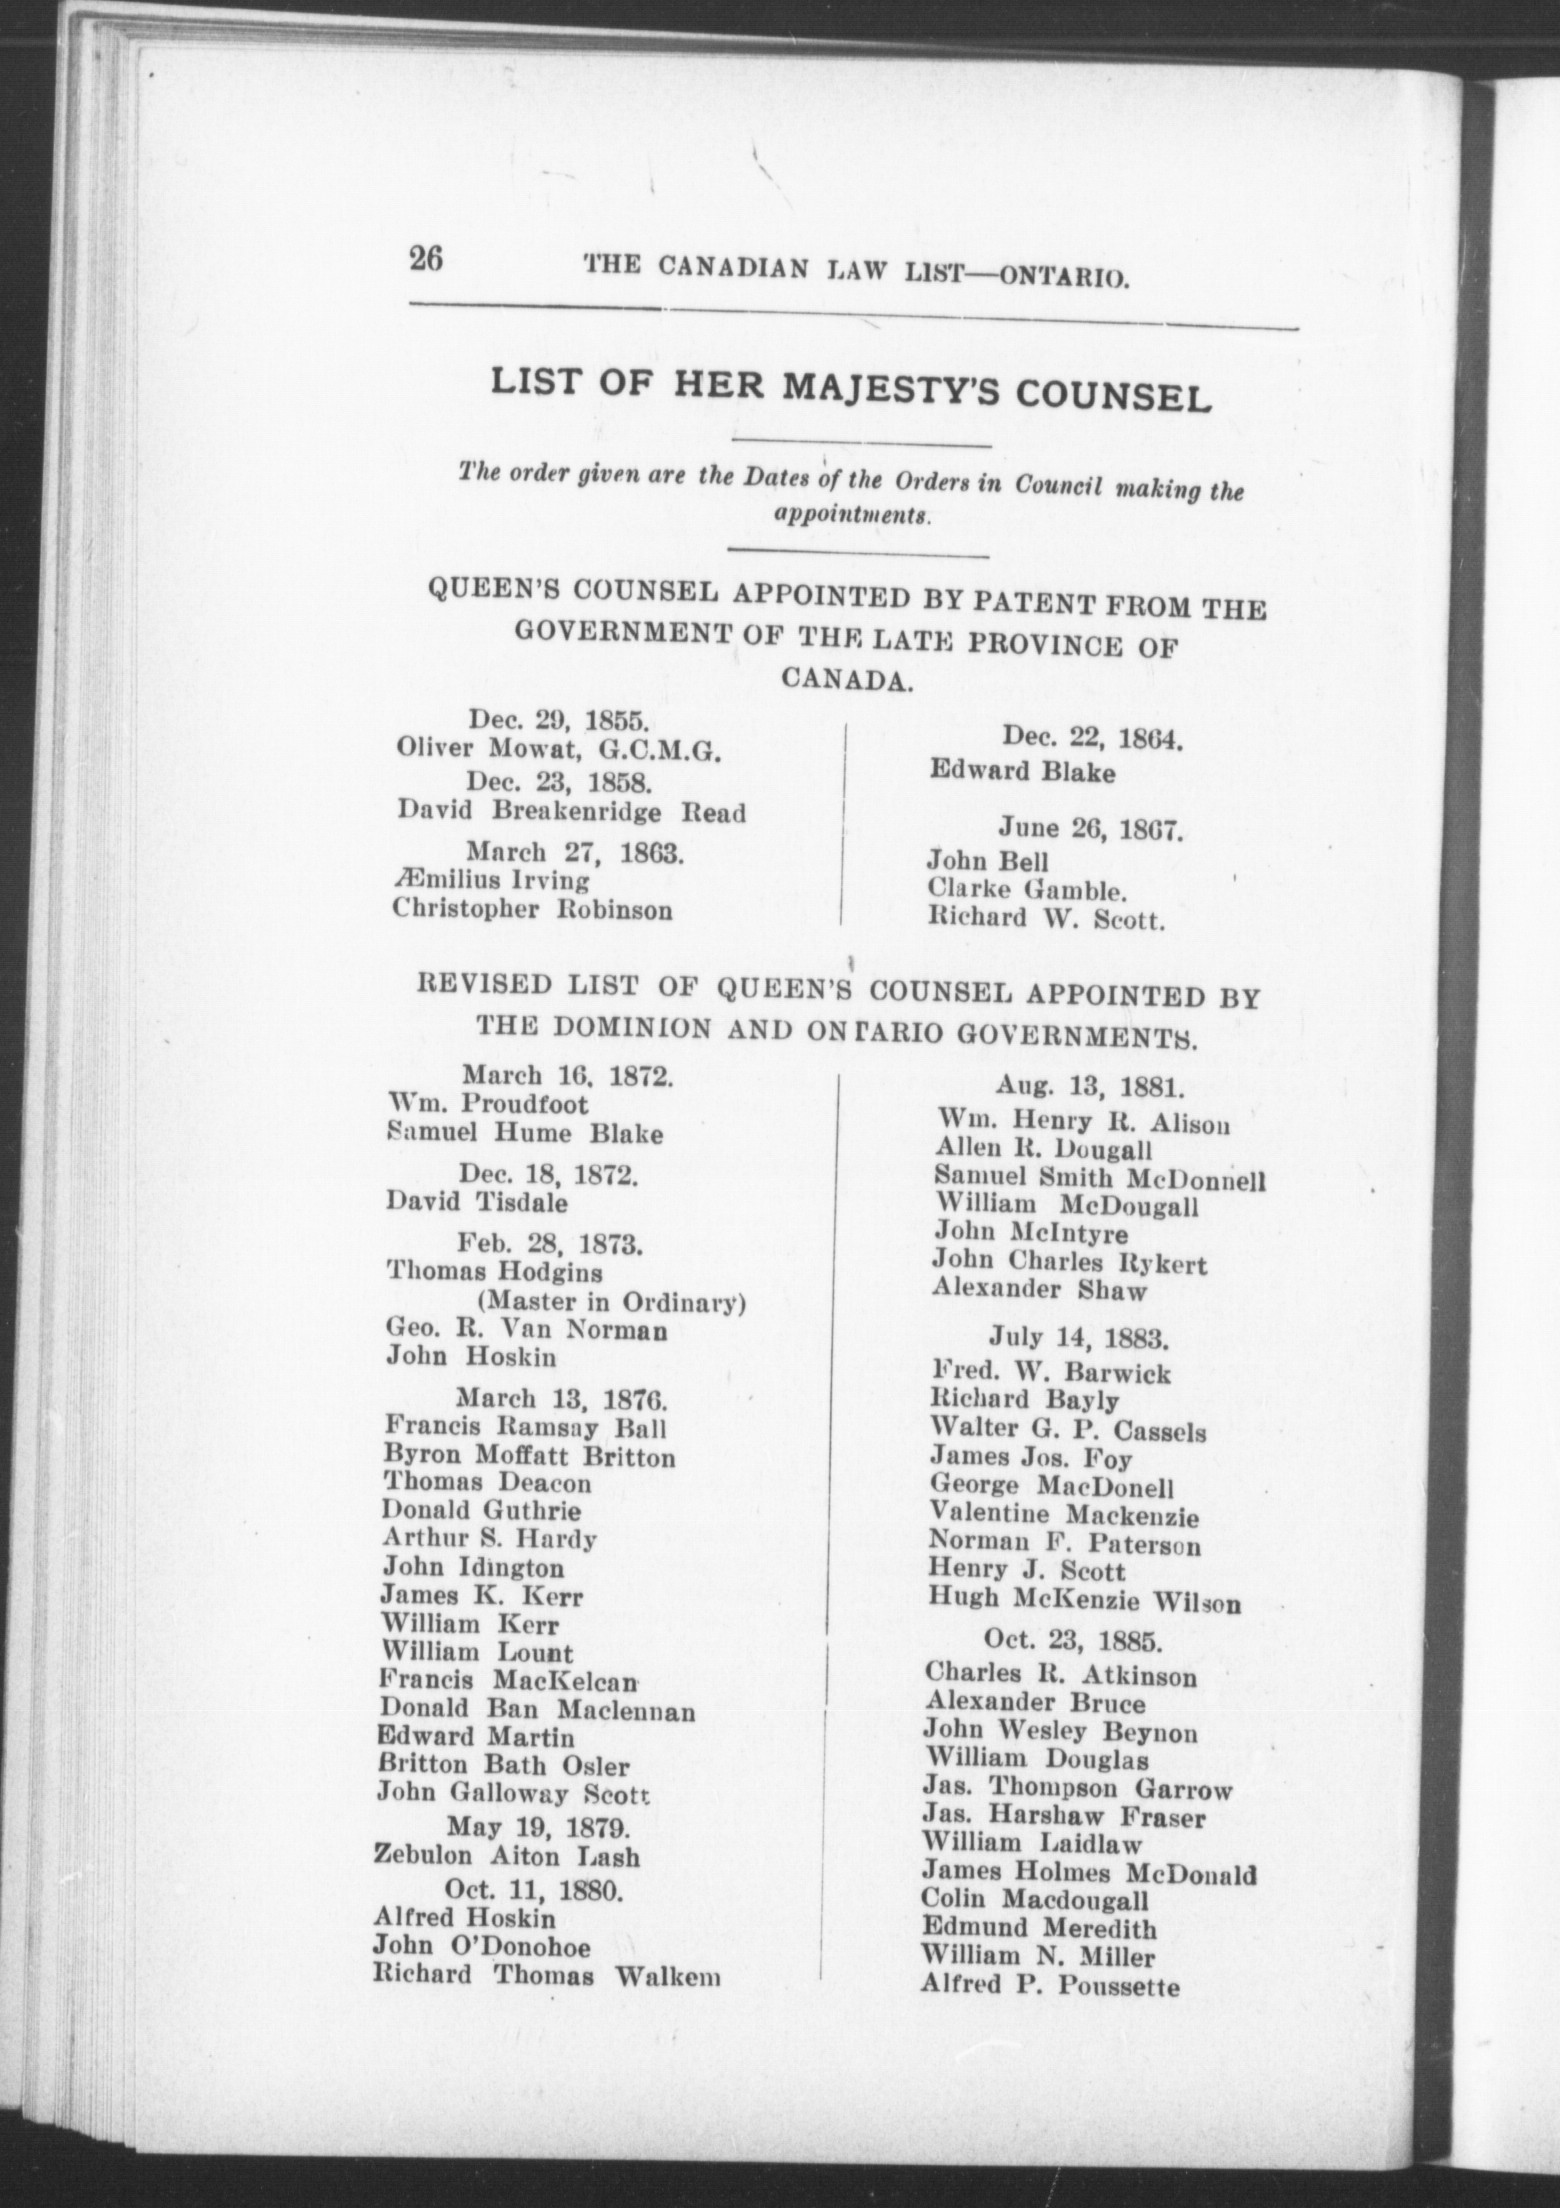 26 THE CANADIAN LAW LIST—ONTARIO.
LIST OF HER MAJESTY'S COUNSEL
The order given are the Dates of the Orders in Council making the
appointments.
QUEEN'S COUNSEL APPOINTED BY PATENT FROM THE
GOVERNMENT OF THE LATE PROVINCE OF
CANADA.
Dec. 29, 1855.
Oliver Mowat, G.C.M.G.
Dec. 23, 1858.
David Breakenridge Read
March 27, 1863.
Æmilius Irving
Christopher Robinson
Dec. 22, 1864.
Edward Blake
June 26, 1867.
John Bell
Clarke Gamble.
Richard W. Scott.
REVISED LIST OF QUEEN'S COUNSEL APPOINTED BY
THE DOMINION AND ONTARIO GOVERNMENTS.
March 16, 1872.
Wm. Proudfoot
Samuel Hume Blake
Dec. 18, 1872.
David Tisdale
Feb. 28, 1873.
Thomas Hodgins
(Master in Ordinary)
Geo. R. Van Norman
John Hoskin
March 13, 1876.
Francis Ramsay Ball
Byron Moffatt Britton
Thomas Deacon
Donald Guthrie
Arthur S. Hardy
John Idington
James K. Kerr
William Kerr
William Lount
Francis MacKelcan
Donald Ban Maclennan
Edward Martin
Britton Bath Osler
John Galloway Scott
May 19, 1879.
Zebulon Aiton Lash
Oct. 11, 1880.
Alfred Hoskin
John O'Donohoe
Richard Thomas Walkem
Aug. 13, 1881.
Wm. Henry R. Alison
Allen R. Dougall
Samuel Smith McDonnell
William McDougall
John McIntyre
John Charles Rykert
Alexander Shaw
July 14, 1883.
Fred. W. Barwick
Richard Bayly
Walter G. P. Cassels
James Jos. Foy
George MacDonell
Valentine Mackenzie
Norman F. Paterson
Henry J. Scott
Hugh McKenzie Wilson
Oct. 23, 1885.
Charles R. Atkinson
Alexander Bruce
John Wesley Beynon
William Douglas
Jas. Thompson Garrow
Jas. Harshaw Fraser
William Laidlaw
James Holmes McDonald
Colin Macdougall
Edmund Meredith
William N. Miller
Alfred P. Poussette